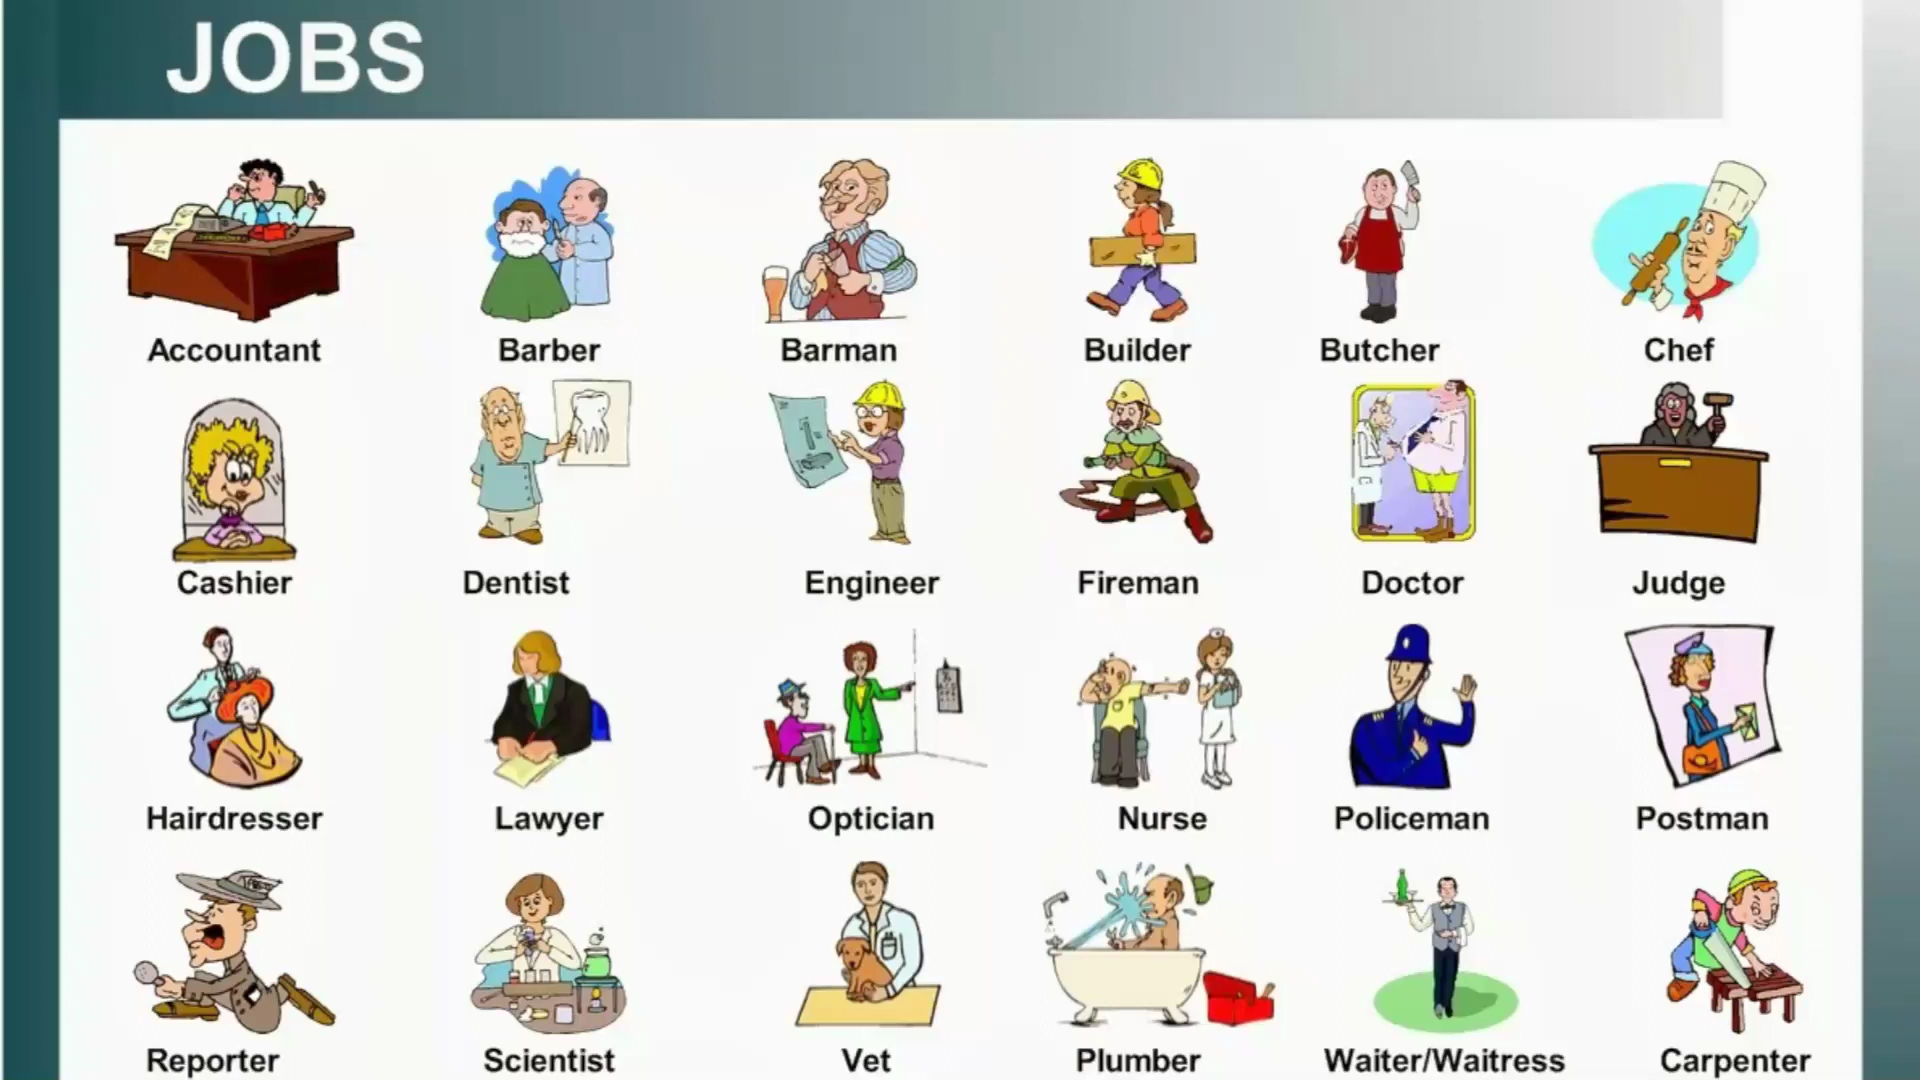 JOBS
Accountant Barber Barman Builder Butcher Chef
Cashier Dentist Engineer Fireman Doctor Judge
Hairdresser Lawyer Optician Nurse Policeman Postman
Reporter Scientist Vet Plumber Waiter/Waitress Carpenter